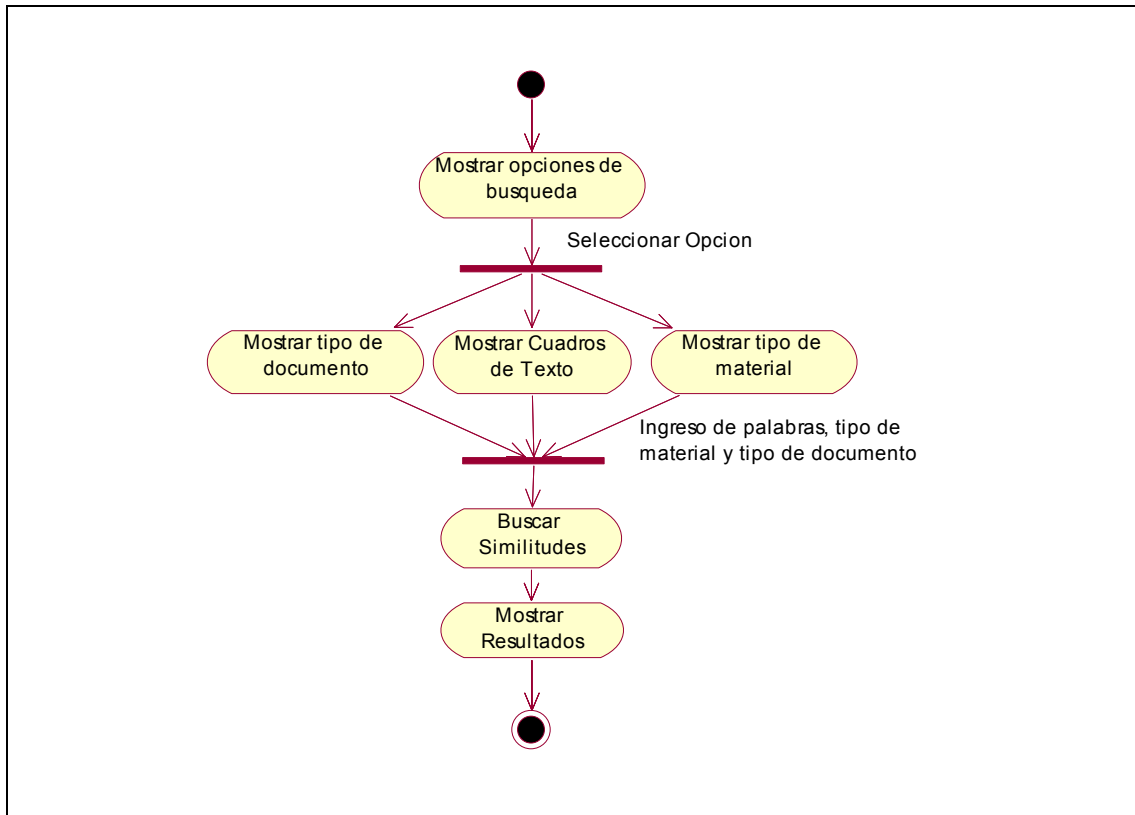 Mostrar opciones de
busqueda
Seleccionar Opcion
Mostrar tipo de
documento
Mostrar Cuadros
de Texto
Mostrar tipo de
material
Ingreso de palabras, tipo de
material y tipo de documento
Buscar
Similitudes
Mostrar
Resultados